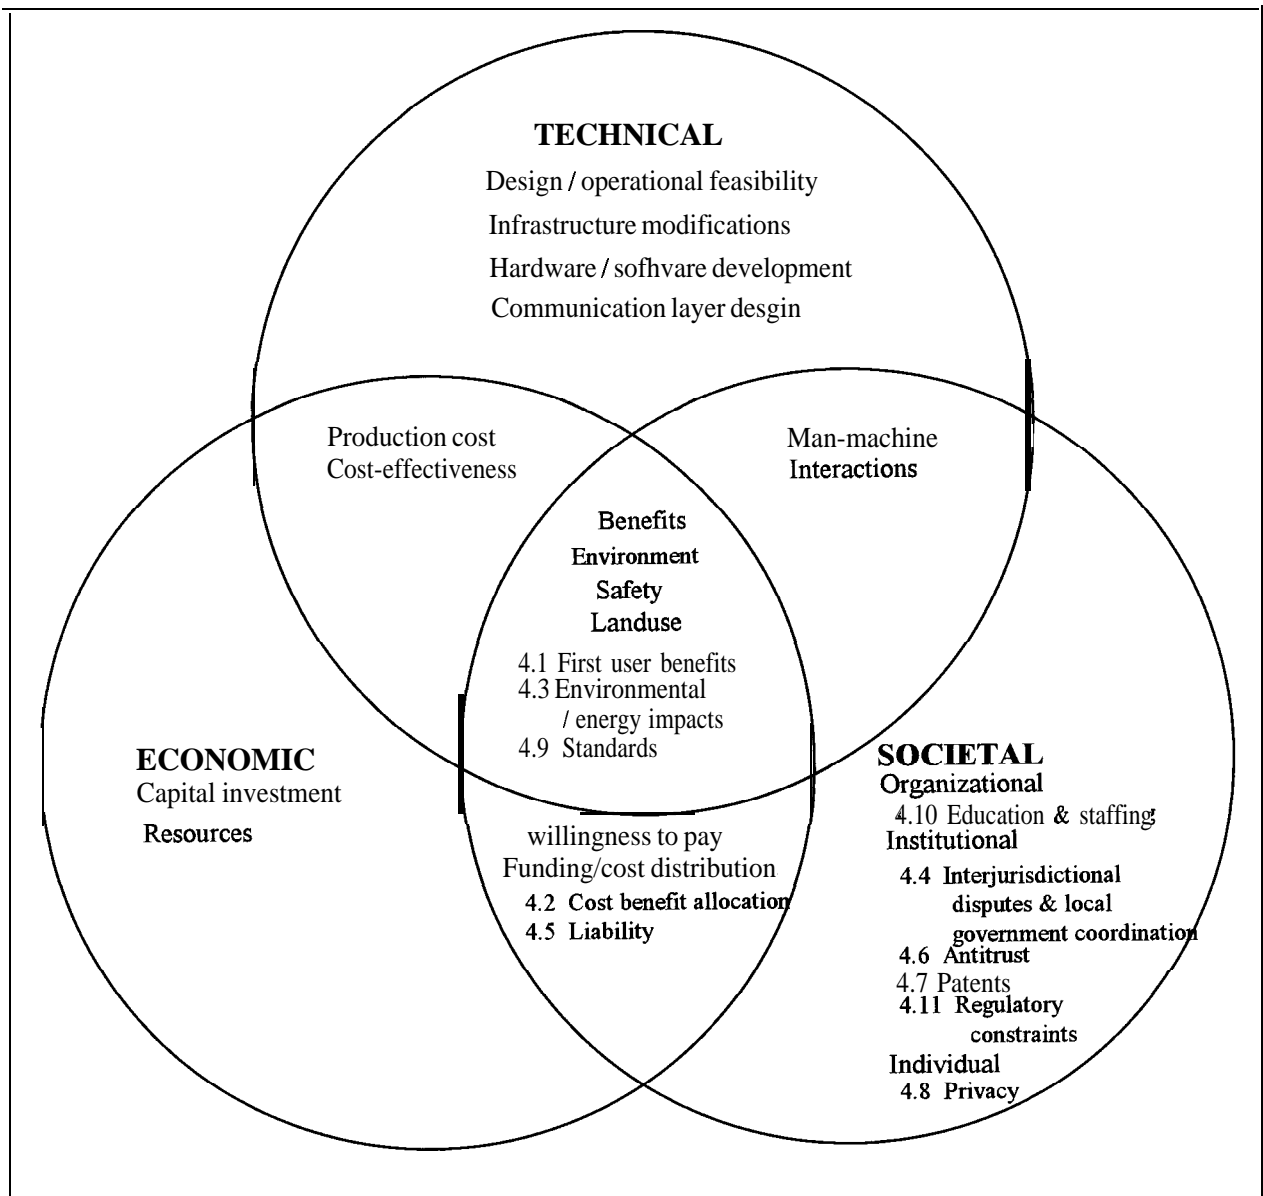 TECHNICAL
Design / operational feasibility
Infrastructure modifications
Hardware / sofhvare development
Communication layer desgin
Production cost
Cost-effectiveness
Man-machine
Interactions
Benefits
Environment
Safety
Landuse
4.1 First user benefits
4.3 Environmental
/ energy impacts
4.9 Standards
ECONOMIC
Capital investment
Resources
willingness to pay
Funding/cost distribution
4.2 Cost benefit allocation
4.5 Liability
SOCIETAL
Organizational
4.10 Education & staffing
Institutional
4.4 Interjurisdictional
disputes & local
government coordination
4.6 Antitrust
4.7 Patents
4.11 Regulatory
constraints
Individual
4.8 Privacy